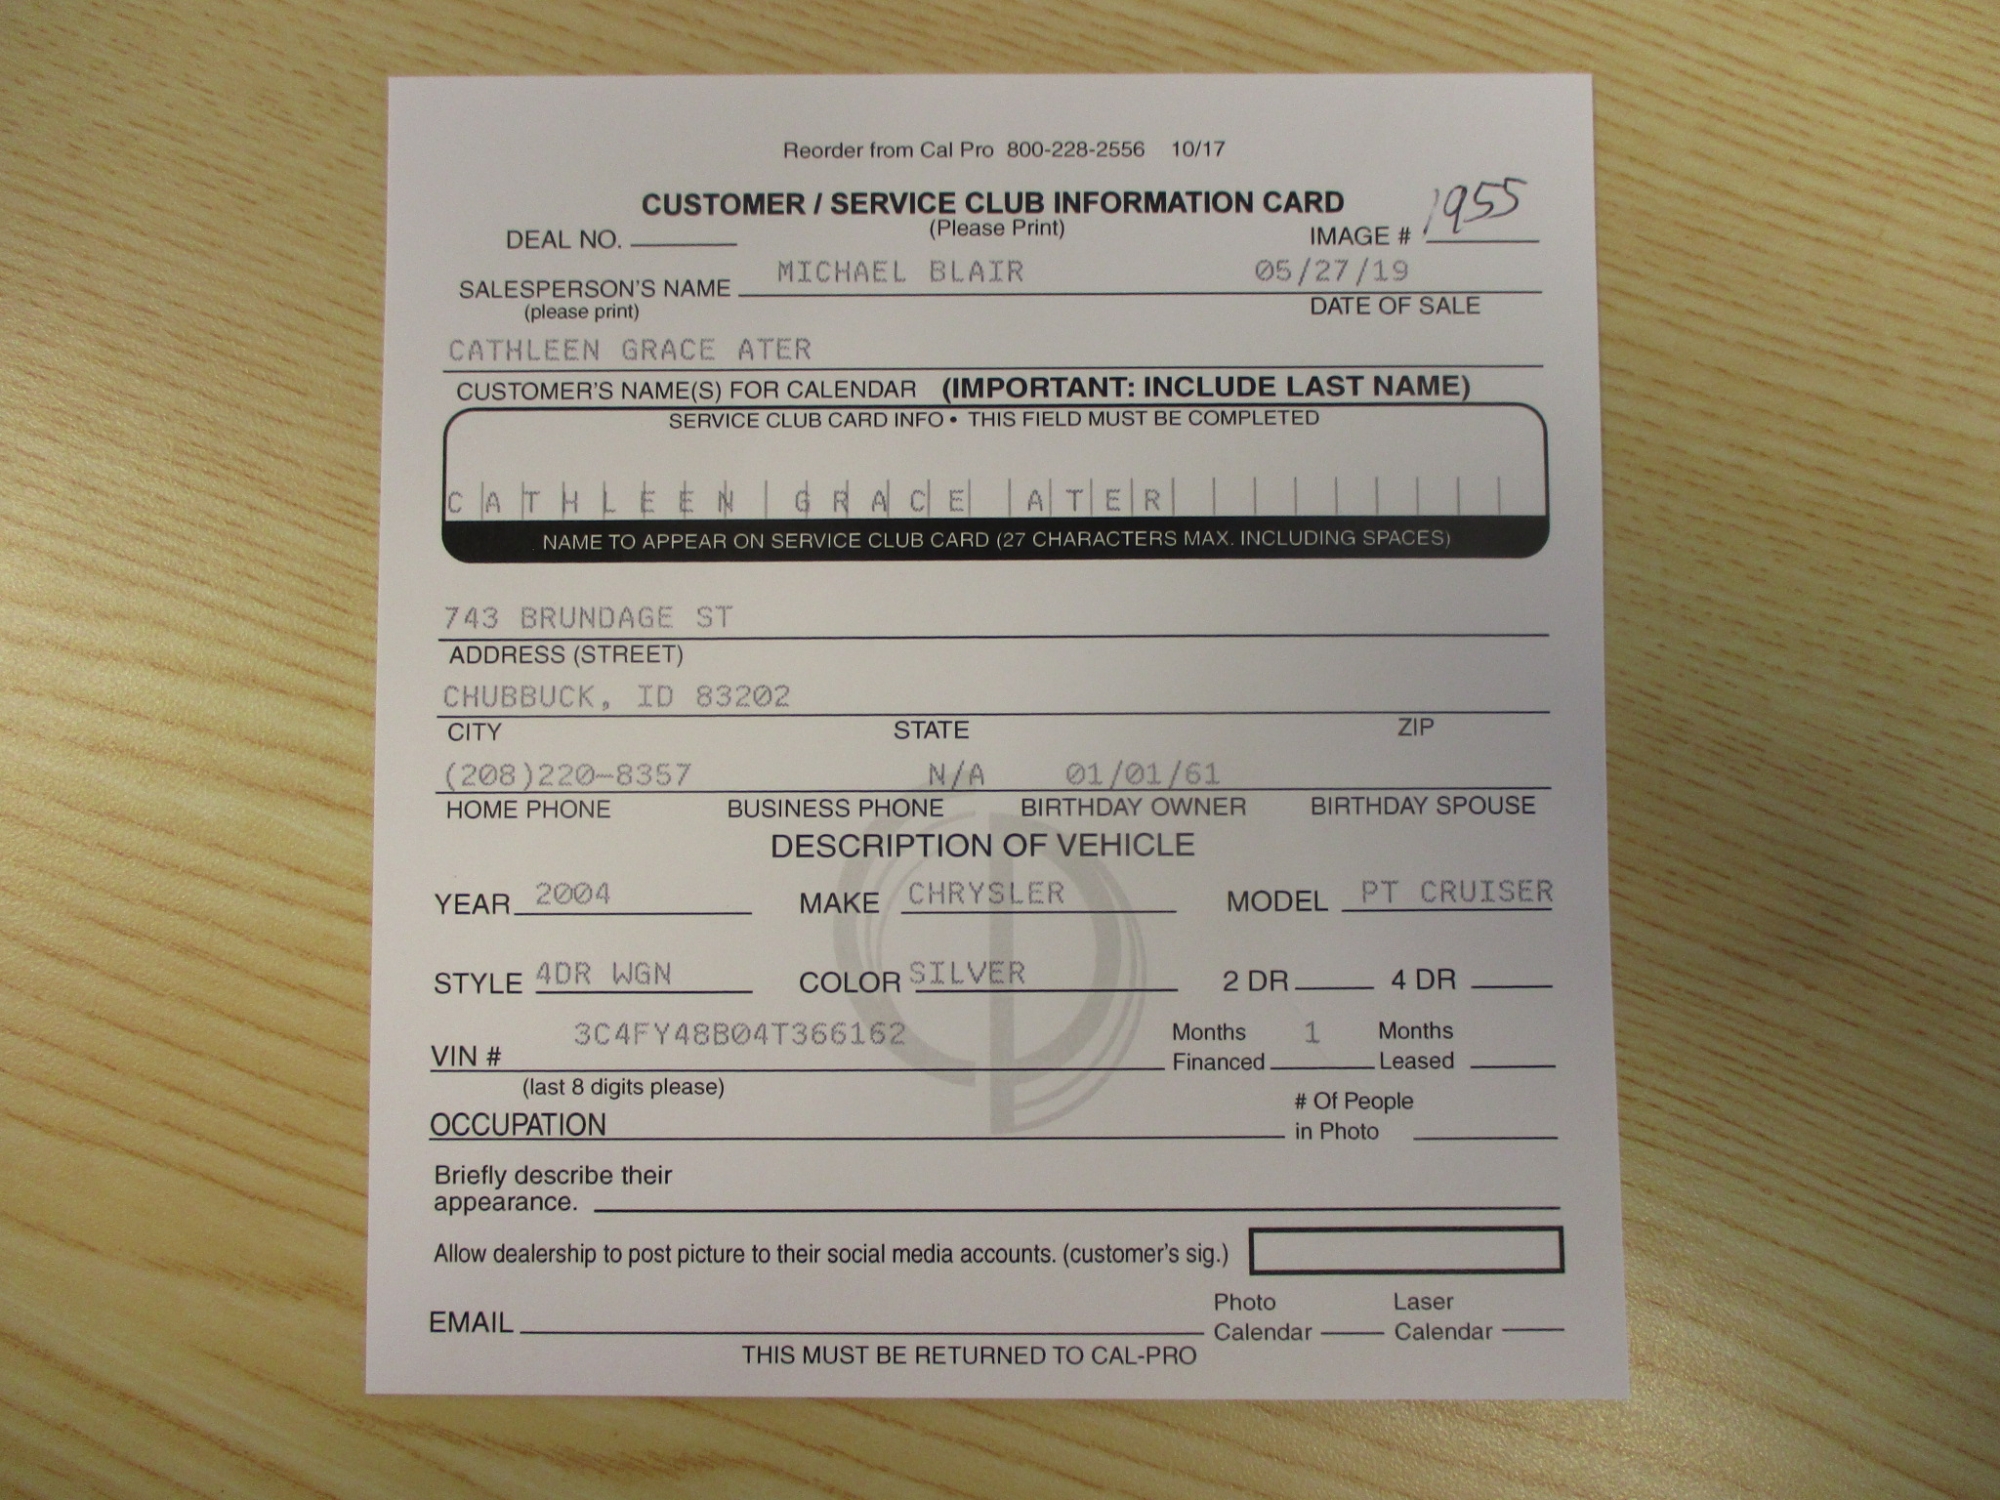 Reorder from Cal Pro 800-228-2556 10/17
CUSTOMER / SERVICE CLUB INFORMATION CARD
(Please Print)
DEAL NO. IMAGE # 1955
SALESPERSON'S NAME MICHAEL BLAIR 05/27/19
(please print) DATE OF SALE
CATHLEEN GRACE ATER
CUSTOMER'S NAME(S) FOR CALENDAR (IMPORTANT: INCLUDE LAST NAME)
SERVICE CLUB CARD INFO • THIS FIELD MUST BE COMPLETED
CATHLEEN GRACE ATER
NAME TO APPEAR ON SERVICE CLUB CARD (27 CHARACTERS MAX. INCLUDING SPACES)
743 BRUNDAGE ST
ADDRESS (STREET)
CHUBBUCK, ID 83202
CITY STATE ZIP
(208)220-8357 N/A 01/01/61
HOME PHONE BUSINESS PHONE BIRTHDAY OWNER BIRTHDAY SPOUSE
DESCRIPTION OF VEHICLE
YEAR 2004 MAKE CHRYSLER MODEL PT CRUISER
STYLE 4DR WGN COLOR SILVER 2 DR 4 DR
VIN # 3C4FY48B04T366162 Months Financed 1 Months Leased
(last 8 digits please)
OCCUPATION # Of People in Photo
Briefly describe their
appearance.
Allow dealership to post picture to their social media accounts. (customer's sig.)
EMAIL Photo Calendar Laser Calendar
THIS MUST BE RETURNED TO CAL-PRO